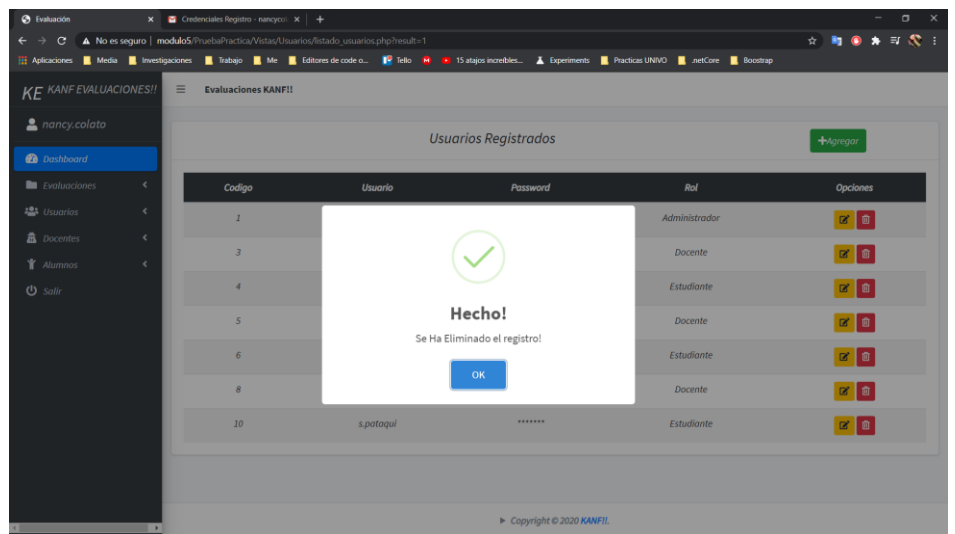 Evaluación
Credenciales Registro - nancycol
No es seguro | modulo5/PruebaPractica/Vistas/Usuarios/listado_usuarios.php?result=1
Aplicaciones Media Investigaciones Trabajo Me Editores de code o... Tello 15 atajos increíbles... Experiments Practicas UNIVO .netCore Boostrap
KE KANF EVALUACIONES!!
Evaluaciones KANF!!
nancy.colato
Dashboard
Evaluaciones
Usuarios
Docentes
Alumnos
Salir
Usuarios Registrados
+Agregar
Codigo Usuario Password Rol Opciones
1 Administrador
3 Docente
4 Estudiante
5 Docente
6 Estudiante
8 Docente
10 s.pataqui ******* Estudiante
Hecho!
Se Ha Eliminado el registro!
OK
Copyright © 2020 KANF!!.